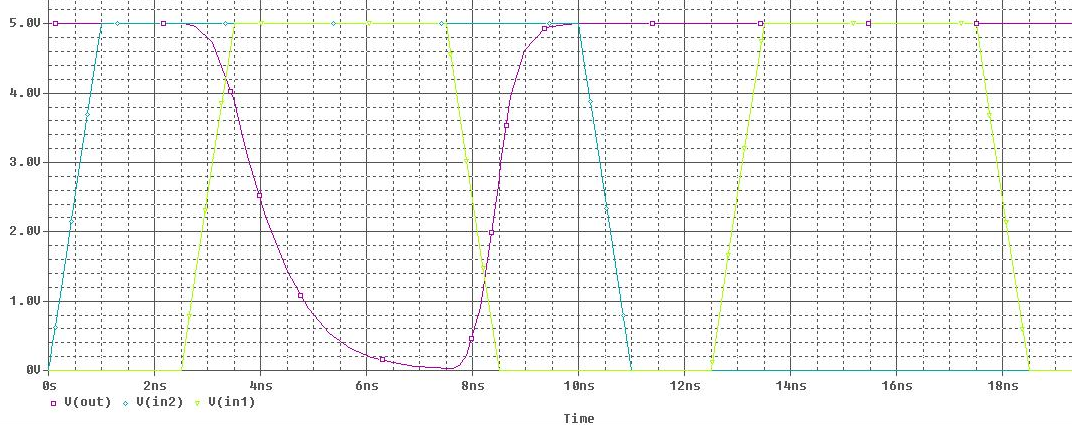 5.0V
4.0V
3.0V
2.0V
1.0V
0V
0s 2ns 4ns 6ns 8ns 10ns 12ns 14ns 16ns 18ns
V(out) V(in2) V(in1)
Time